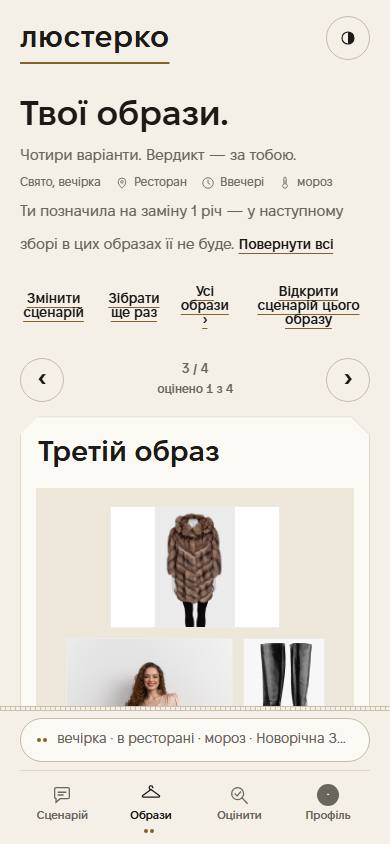 люстерко
Твої образи.
Чотири варіанти. Вердикт — за тобою.
Свято, вечірка Ресторан Ввечері мороз
Ти позначила на заміну 1 річ — у наступному
зборі в цих образах її не буде. Повернути всі
Змінити
сценарій
Зібрати
ще раз
Усі
образи
›
Відкрити
сценарій цього
образу
‹ 3 / 4 ›
оцінено 1 з 4
Третій образ
вечірка · в ресторані · мороз · Новорічна З...
Сценарій Образи Оцінити Профіль